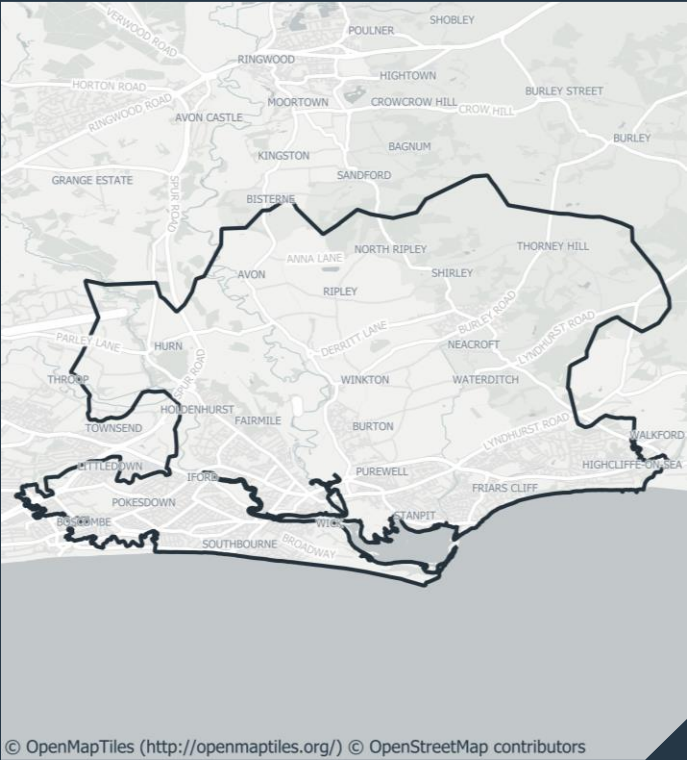 SHOBLEY
VERWOOD ROAD
POULNER
RINGWOOD
HIGHTOWN
HORTON ROAD
BURLEY STREET
MOORTOWN
CROWCROW HILL
CROW HILL
RINGWOOD ROAD
AVON CASTLE
BURLEY
BAGNUM
KINGSTON
SANDFORD
GRANGE ESTATE
SPUR ROAD
BISTERNE
THORNEY HILL
NORTH RIPLEY
ANNA LANE
AVON
SHIRLEY
RIPLEY
BURLEY ROAD
LYNDHURST ROAD
PARLEY LANE
HURN
DERRITT LANE
NEACROFT
SPUR ROAD
THROOP
WINKTON
WATERDITCH
HOLDENHURST
FAIRMILE
TOWNSEND
BURTON
LYNDHURST ROAD
WALKFORD
LITTLEDOWN
HIGHCLIFFE-ON-SEA
IFORD
PUREWELL
FRIARS CLIFF
POKESDOWN
BOSCOMBE
WICK
STANPIT
SOUTHBOURNE
BROADWAY
© OpenMapTiles (http://openmaptiles.org/) © OpenStreetMap contributors